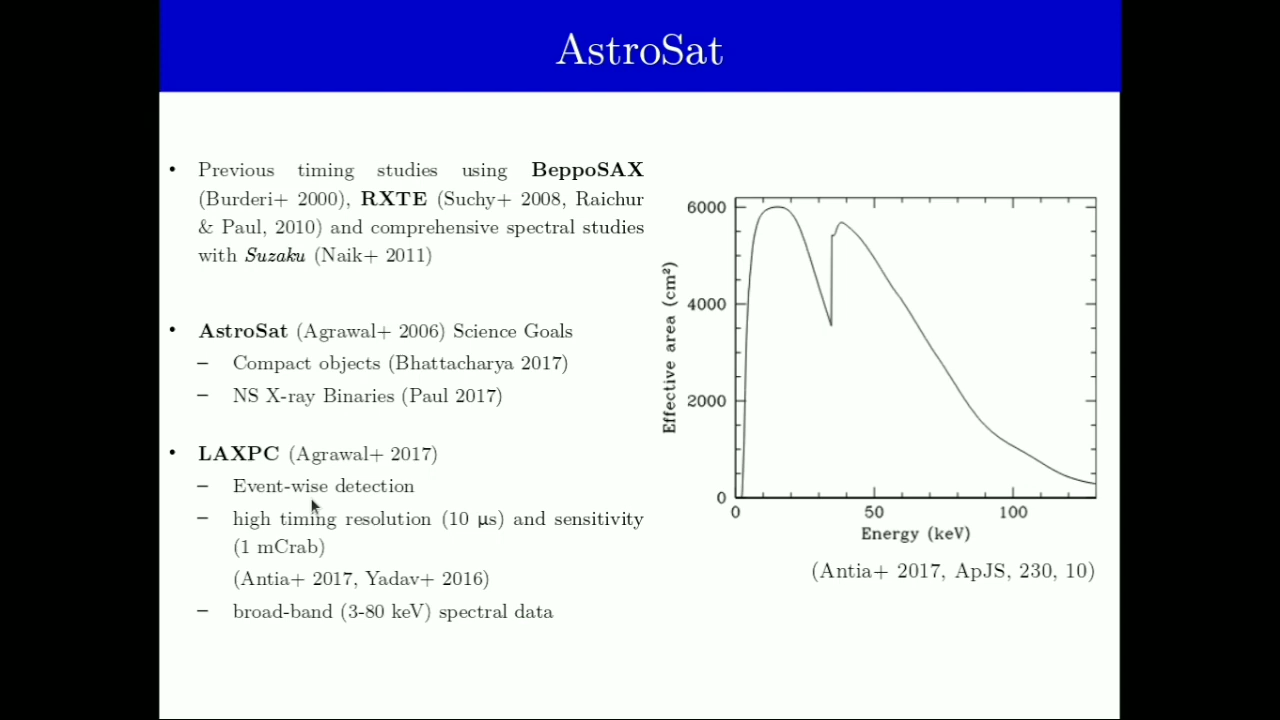 AstroSat
• Previous timing studies using BeppoSAX
(Burderi+ 2000), RXTE (Suchy+ 2008, Raichur
& Paul, 2010) and comprehensive spectral studies
with Suzaku (Naik+ 2011)
• AstroSat (Agrawal+ 2006) Science Goals
– Compact objects (Bhattacharya 2017)
– NS X-ray Binaries (Paul 2017)
• LAXPC (Agrawal+ 2017)
– Event-wise detection
– high timing resolution (10 µs) and sensitivity
(1 mCrab)
(Antia+ 2017, Yadav+ 2016)
– broad-band (3-80 keV) spectral data
Effective area (cm²)
6000
4000
2000
0
0 50 100
Energy (keV)
(Antia+ 2017, ApJS, 230, 10)